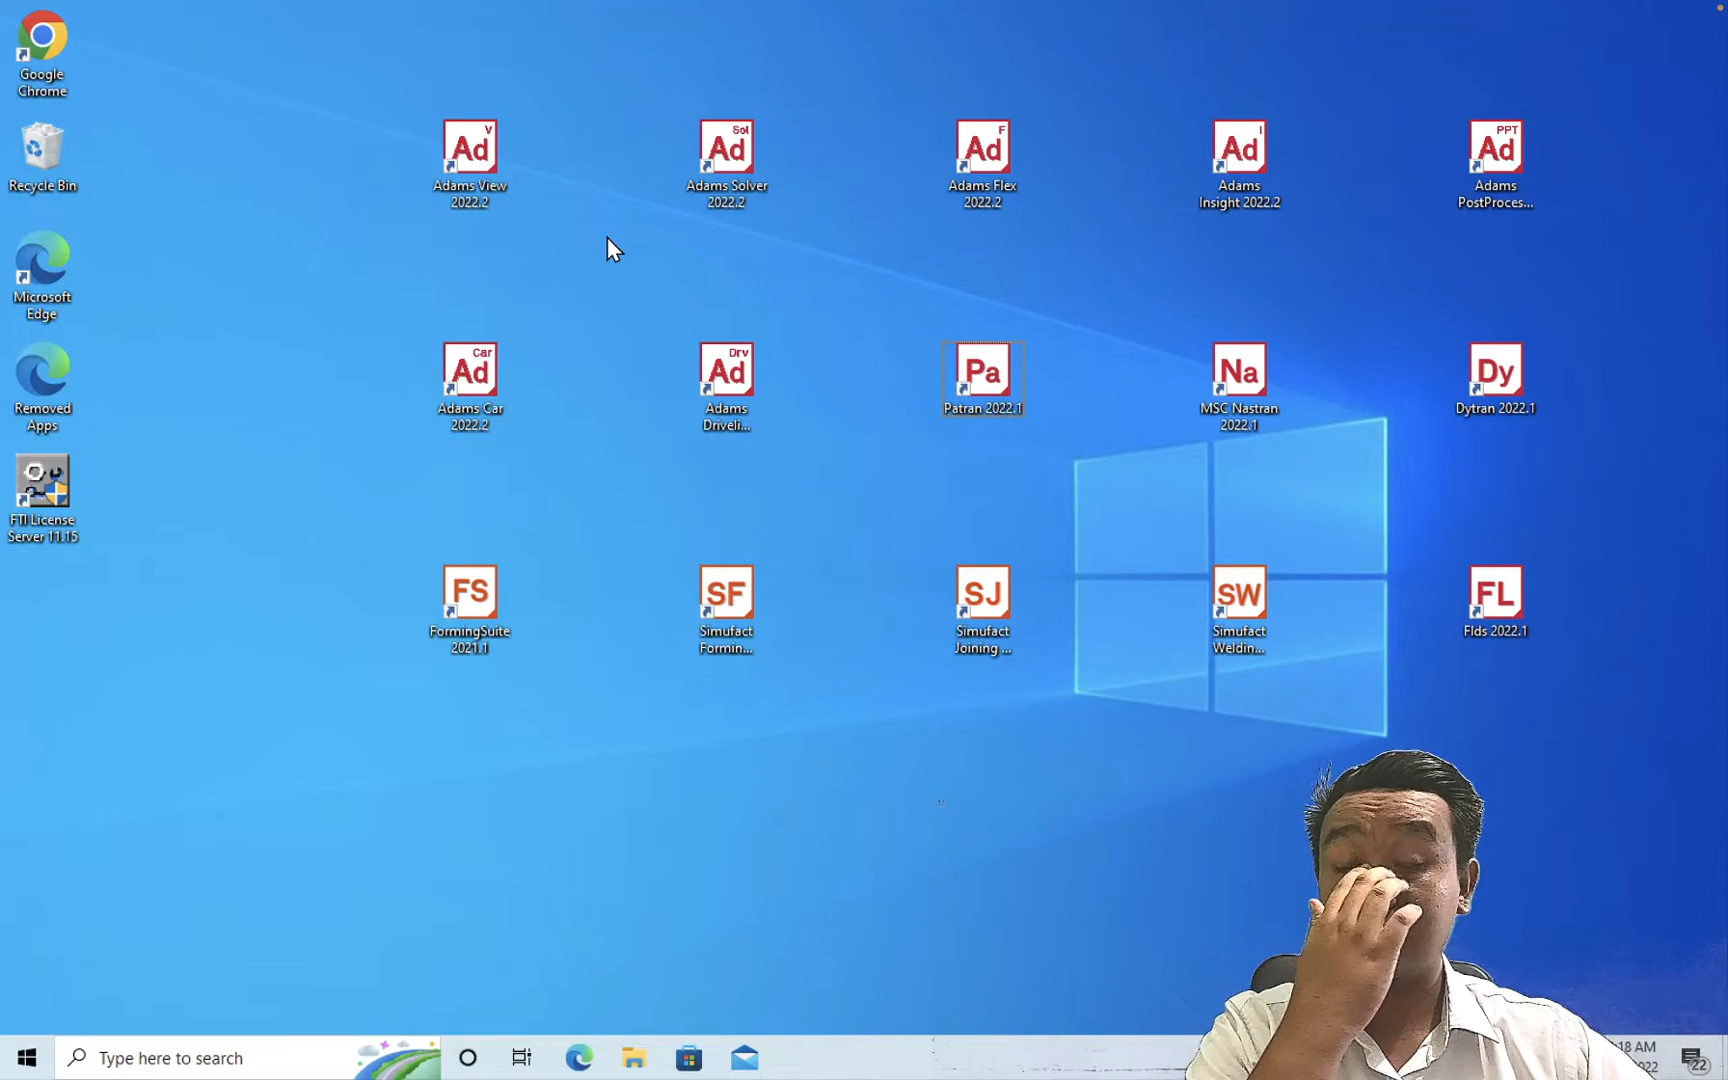 Google
Chrome
Recycle Bin
Microsoft
Edge
Removed
Apps
FTI License
Server 11.15
V
Ad
Adams View
2022.2
Sol
Ad
Adams Solver
2022.2
F
Ad
Adams Flex
2022.2
I
Ad
Adams
Insight 2022.2
PPT
Ad
Adams
PostProces...
Car
Ad
Adams Car
2022.2
Drv
Ad
Adams
Driveli...
Pa
Patran 2022.1
Na
MSC Nastran
2022.1
Dy
Dytran 2022.1
FS
FormingSuite
2021.1
SF
Simufact
Formin...
SJ
Simufact
Joining ...
SW
Simufact
Weldin...
FL
Flds 2022.1
Type here to search
:18 AM
2022
22